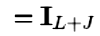 = I_{L+J}